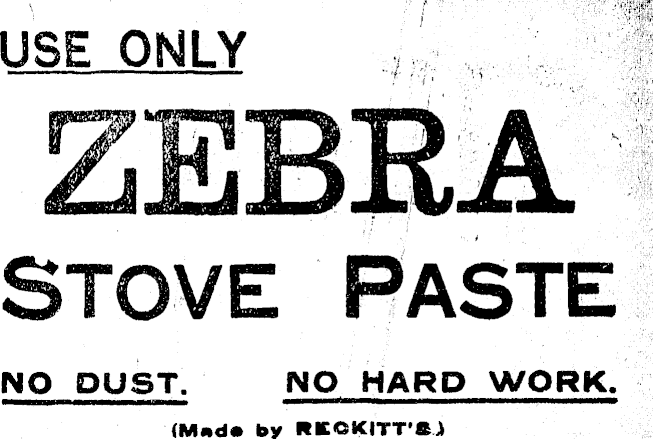 USE ONLY
ZEBRA
STOVE PASTE
NO DUST. NO HARD WORK.
(Made by RECKITT'S.)